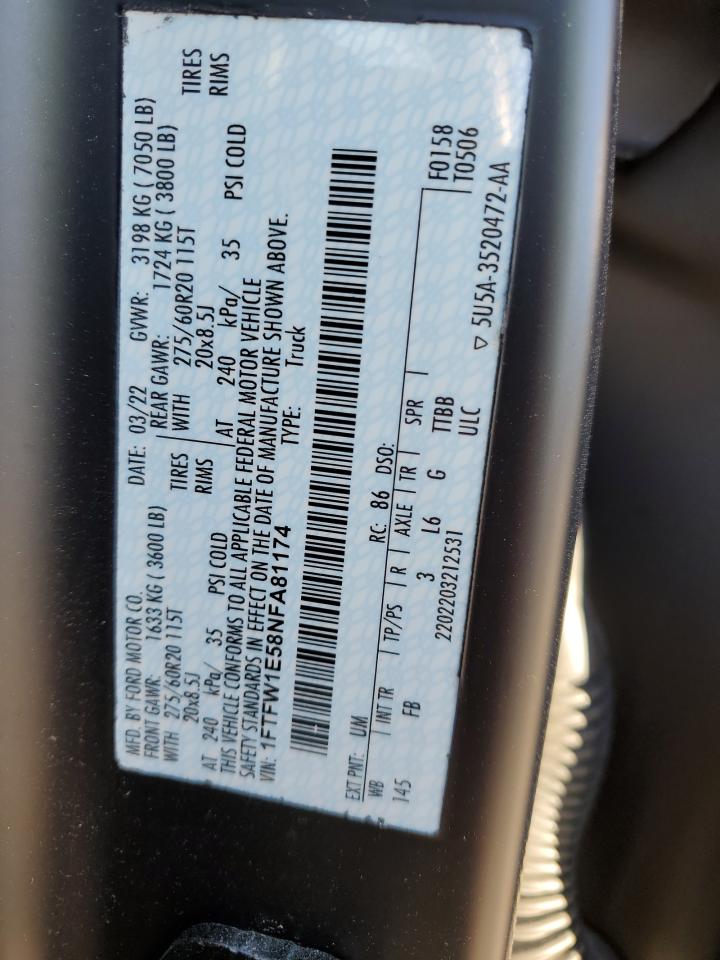 MFD. BY FORD MOTOR CO.
DATE: 03/22 GVWR: 3198 KG ( 7050 LB)
FRONT GAWR: 1633 KG ( 3600 LB) REAR GAWR: 1724 KG ( 3800 LB)
WITH 275/60R20 115T TIRES WITH 275/60R20 115T TIRES
20x8.5J RIMS 20x8.5J RIMS
AT 240 kPa/ 35 PSI COLD AT 240 kPa/ 35 PSI COLD
THIS VEHICLE CONFORMS TO ALL APPLICABLE FEDERAL MOTOR VEHICLE
SAFETY STANDARDS IN EFFECT ON THE DATE OF MANUFACTURE SHOWN ABOVE.
VIN: 1FTFW1E58NFA81174 TYPE: Truck
EXT PNT: UM RC: 86 DSO: F0158
WB INT TR TP/PS R AXLE TR SPR T0506
145 FB 3 L6 G TTBB
2202203212531 ULC
▽ 5U5A-3520472-AA